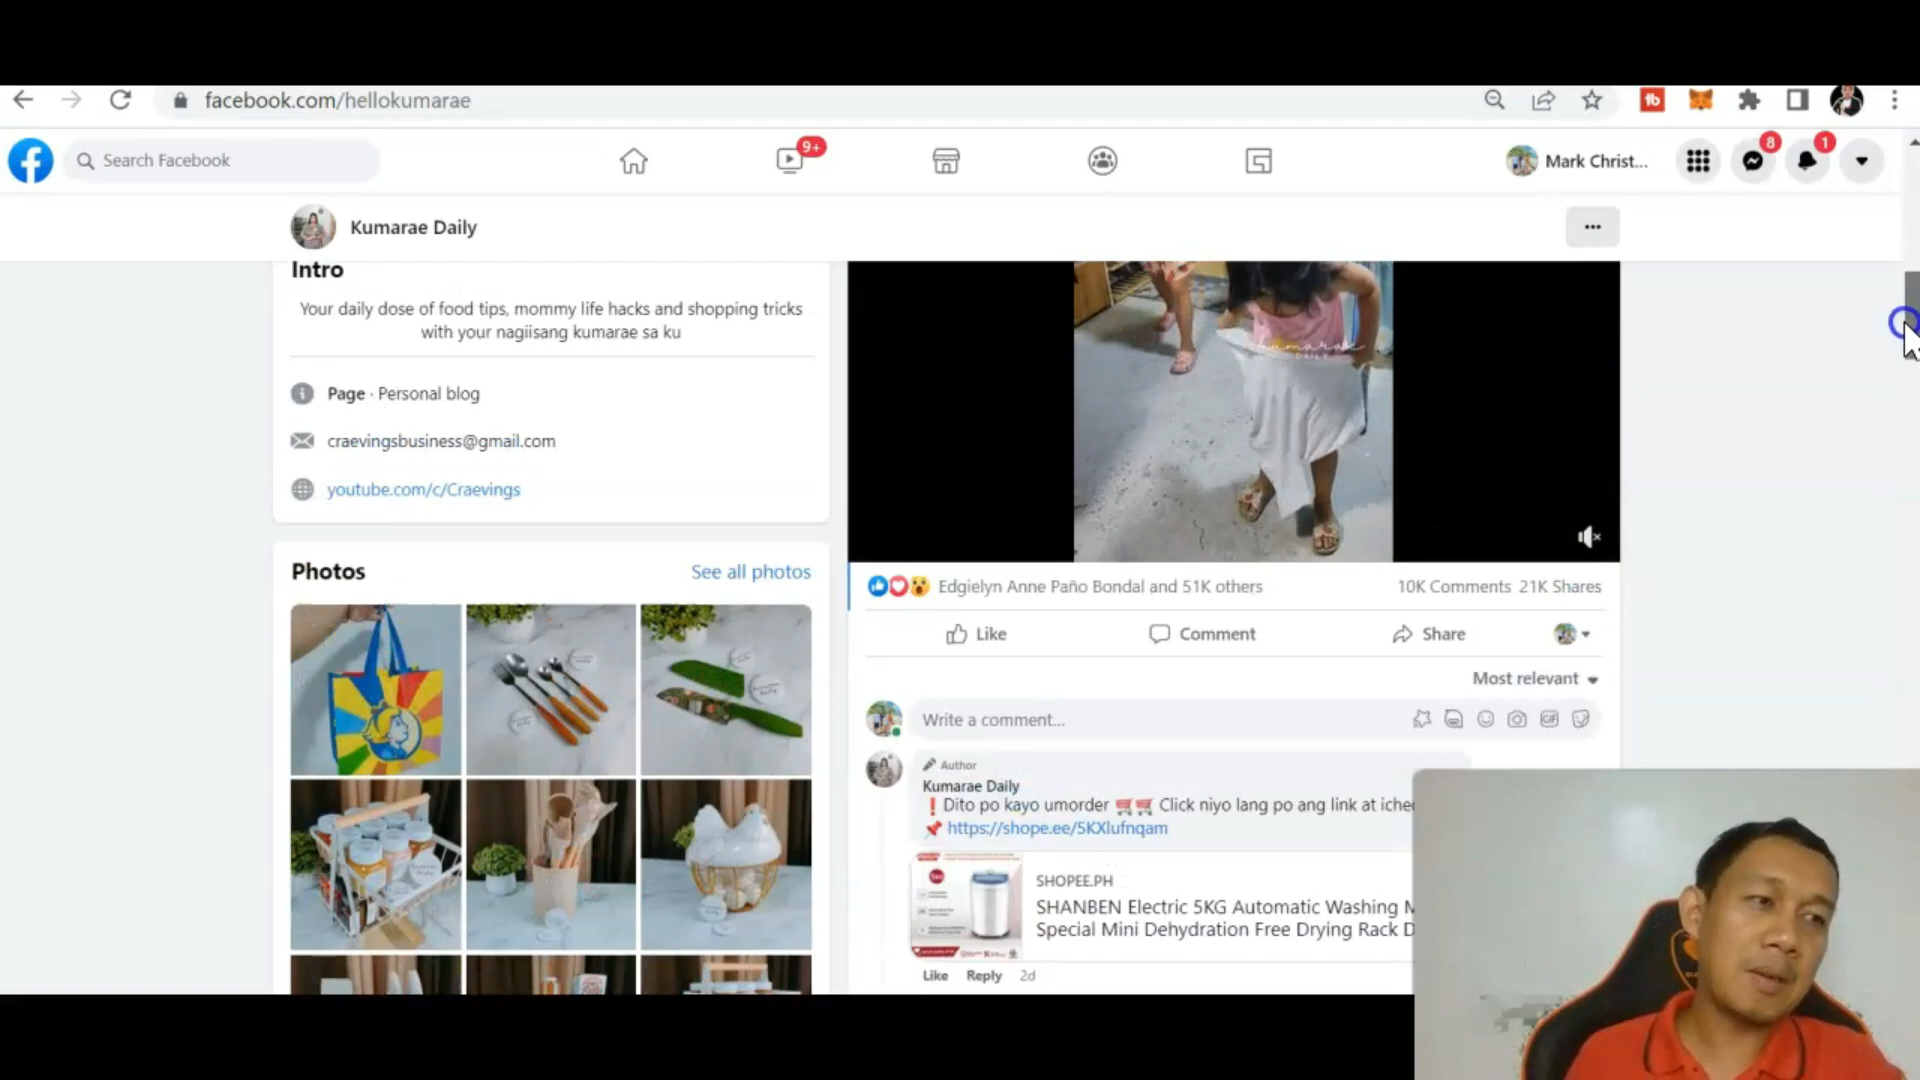 facebook.com/hellokumarae
Search Facebook
9+
Mark Christ...
8
1
Kumarae Daily
Intro
Your daily dose of food tips, mommy life hacks and shopping tricks
with your nagiisang kumarae sa ku
Page · Personal blog
craevingsbusiness@gmail.com
youtube.com/c/Craevings
Photos
See all photos
kumarae
DAILY
Edgielyn Anne Paño Bondal and 51K others
10K Comments 21K Shares
Like
Comment
Share
Most relevant
Write a comment...
GIF
Author
Kumarae Daily
❗Dito po kayo umorder 🛒🛒 Click niyo lang po ang link at ichec
📌 https://shope.ee/5KXlufnqam
SHOPEE.PH
SHANBEN Electric 5KG Automatic Washing M
Special Mini Dehydration Free Drying Rack D
Like Reply 2d